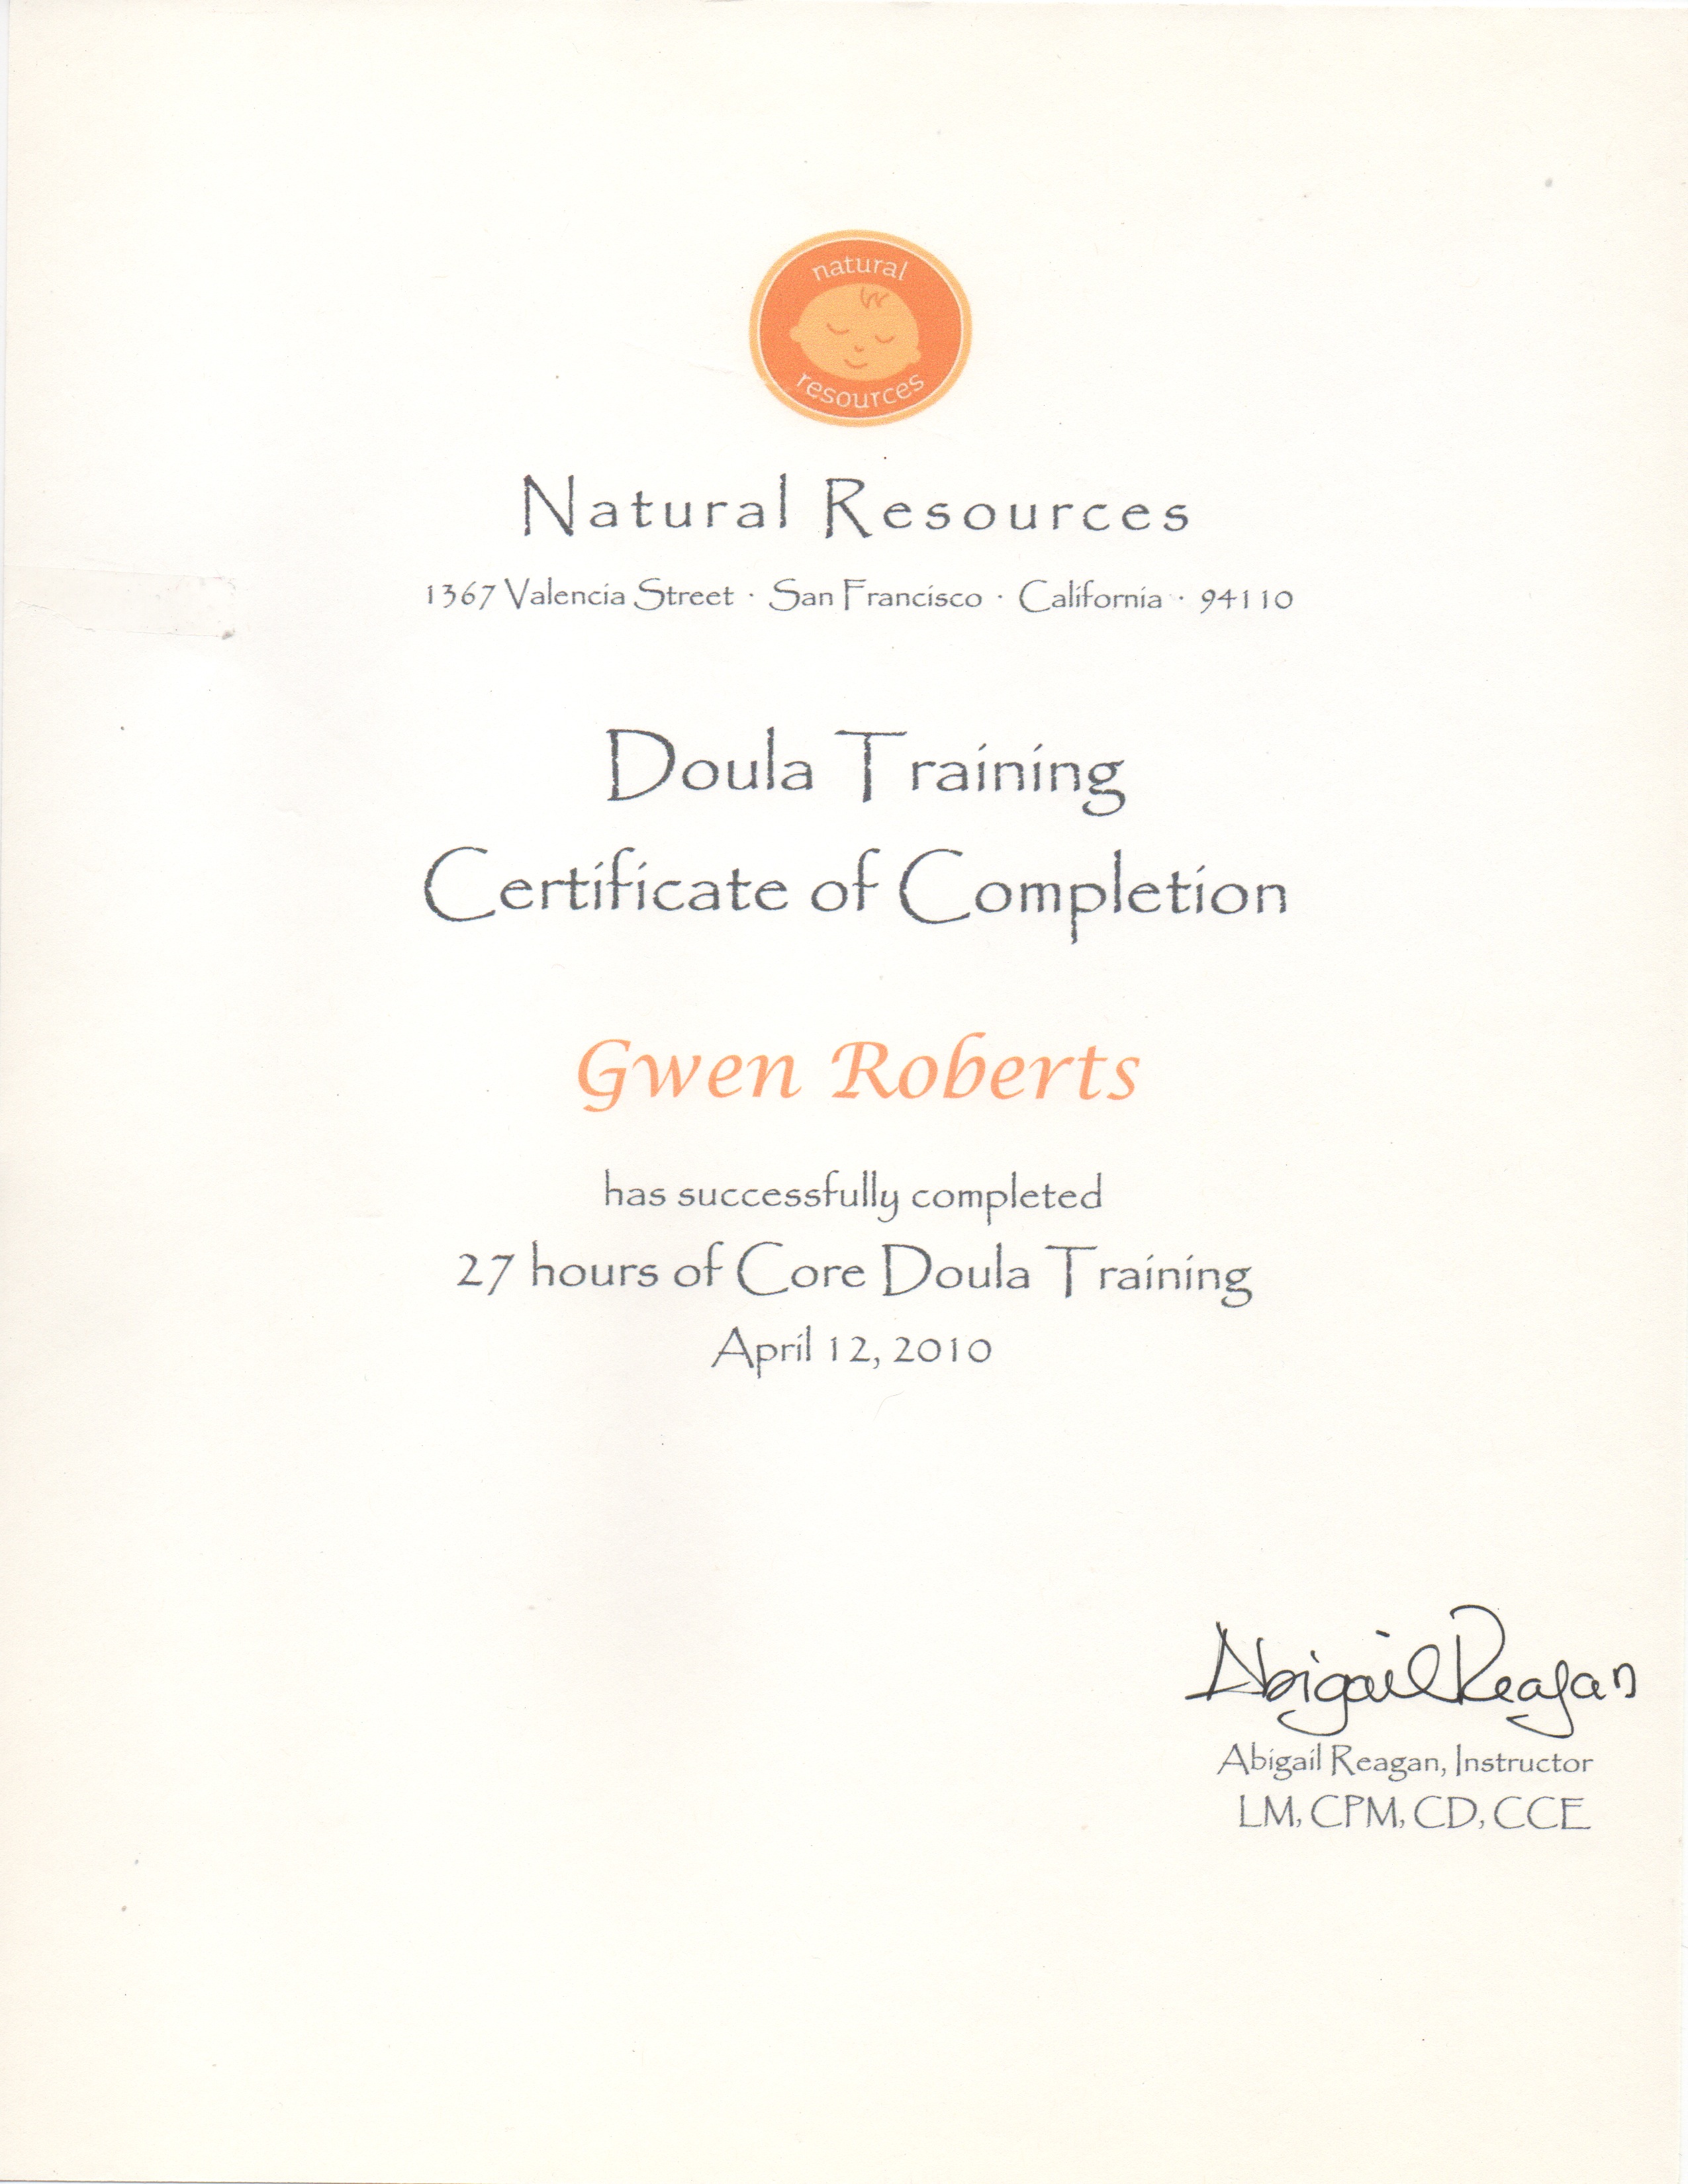 natural
resources
Natural Resources
1367 Valencia Street · San Francisco · California · 94110
Doula Training
Certificate of Completion
Gwen Roberts
has successfully completed
27 hours of Core Doula Training
April 12, 2010
Abigail Reagan
Abigail Reagan, Instructor
LM, CPM, CD, CCE